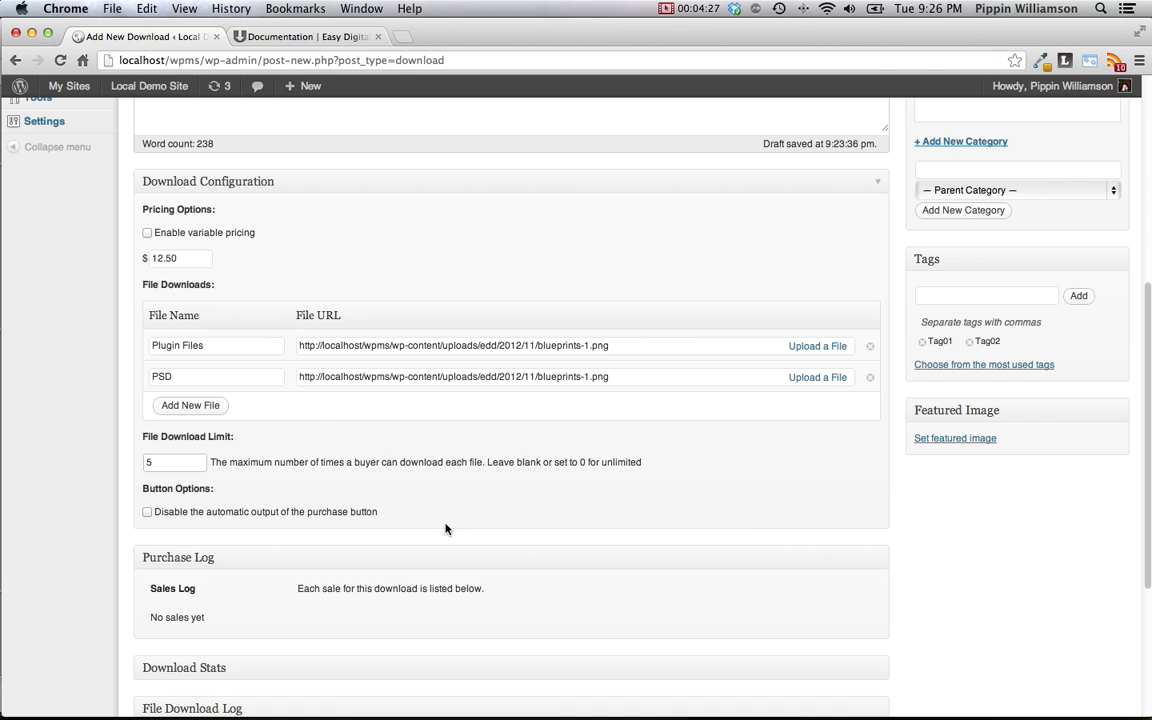 Chrome File Edit View History Bookmarks Window Help 00:04:27 Tue 9:26 PM Pippin Williamson
Add New Download ‹ Local D Documentation | Easy Digita
localhost/wpms/wp-admin/post-new.php?post_type=download
10
My Sites Local Demo Site 3 + New Howdy, Pippin Williamson
Tools
Settings
Collapse menu
Word count: 238 Draft saved at 9:23:36 pm.
+ Add New Category
— Parent Category —
Add New Category
Download Configuration
Pricing Options:
Enable variable pricing
$ 12.50
File Downloads:
File Name File URL
Plugin Files http://localhost/wpms/wp-content/uploads/edd/2012/11/blueprints-1.png Upload a File
PSD http://localhost/wpms/wp-content/uploads/edd/2012/11/blueprints-1.png Upload a File
Add New File
File Download Limit:
5 The maximum number of times a buyer can download each file. Leave blank or set to 0 for unlimited
Button Options:
Disable the automatic output of the purchase button
Purchase Log
Sales Log Each sale for this download is listed below.
No sales yet
Download Stats
File Download Log
Tags
Add
Separate tags with commas
Tag01 Tag02
Choose from the most used tags
Featured Image
Set featured image